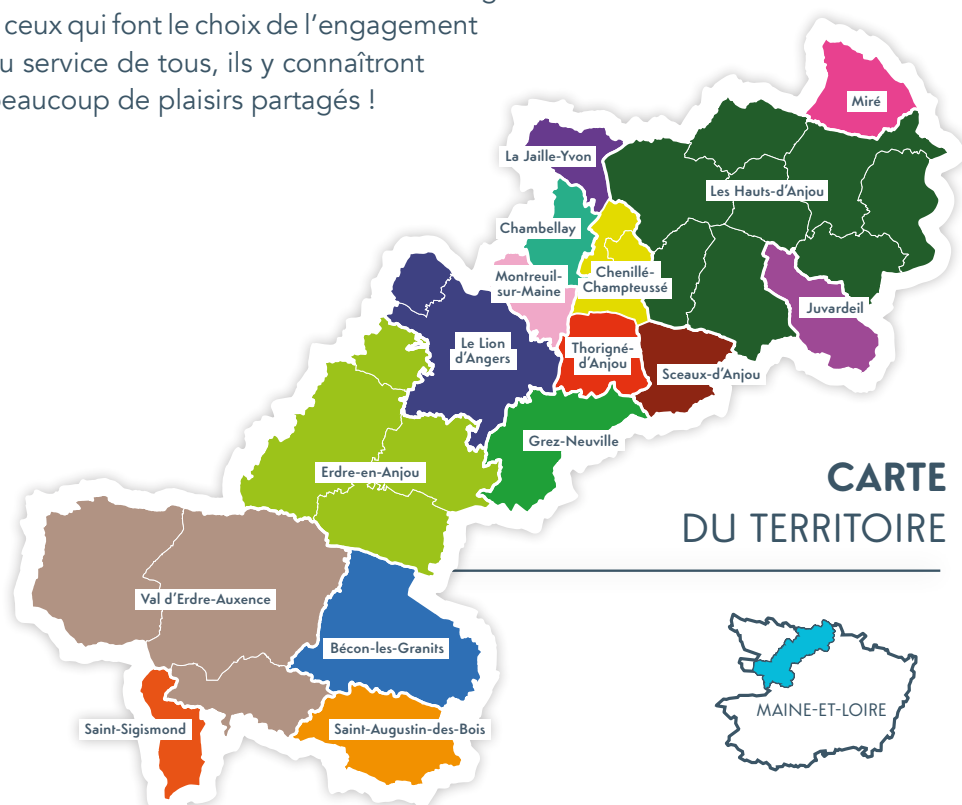 ceux qui font le choix de l'engagement
u service de tous, ils y connaîtront
eaucoup de plaisirs partagés !
Miré
La Jaille-Yvon
Les Hauts-d'Anjou
Chambellay
Montreuil-
sur-Maine
Chenillé-
Champteussé
Juvardeil
Le Lion
d'Angers
Thorigné-
d'Anjou
Sceaux-d'Anjou
Grez-Neuville
Erdre-en-Anjou
CARTE
DU TERRITOIRE
Val d'Erdre-Auxence
Bécon-les-Granits
MAINE-ET-LOIRE
Saint-Sigismond
Saint-Augustin-des-Bois